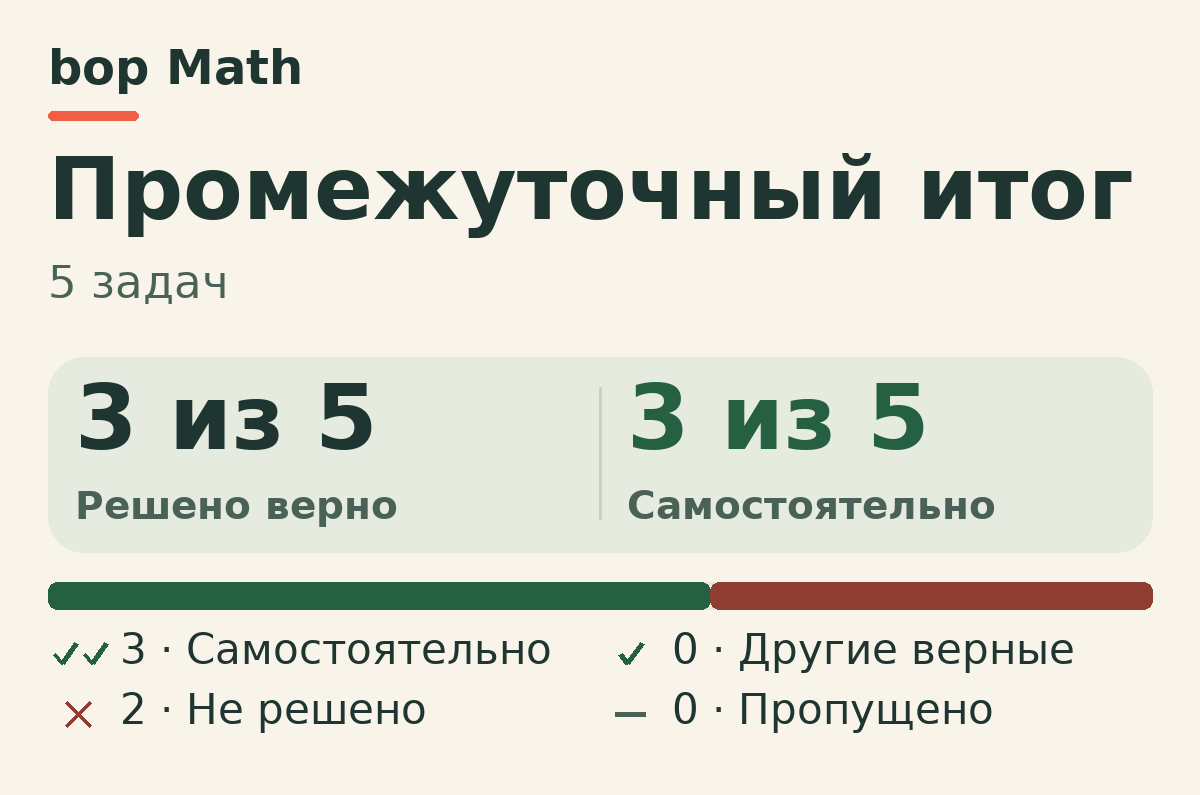 bop Math
Промежуточный итог
5 задач
3 из 5
Решено верно
3 из 5
Самостоятельно
3 · Самостоятельно
0 · Другие верные
2 · Не решено
0 · Пропущено